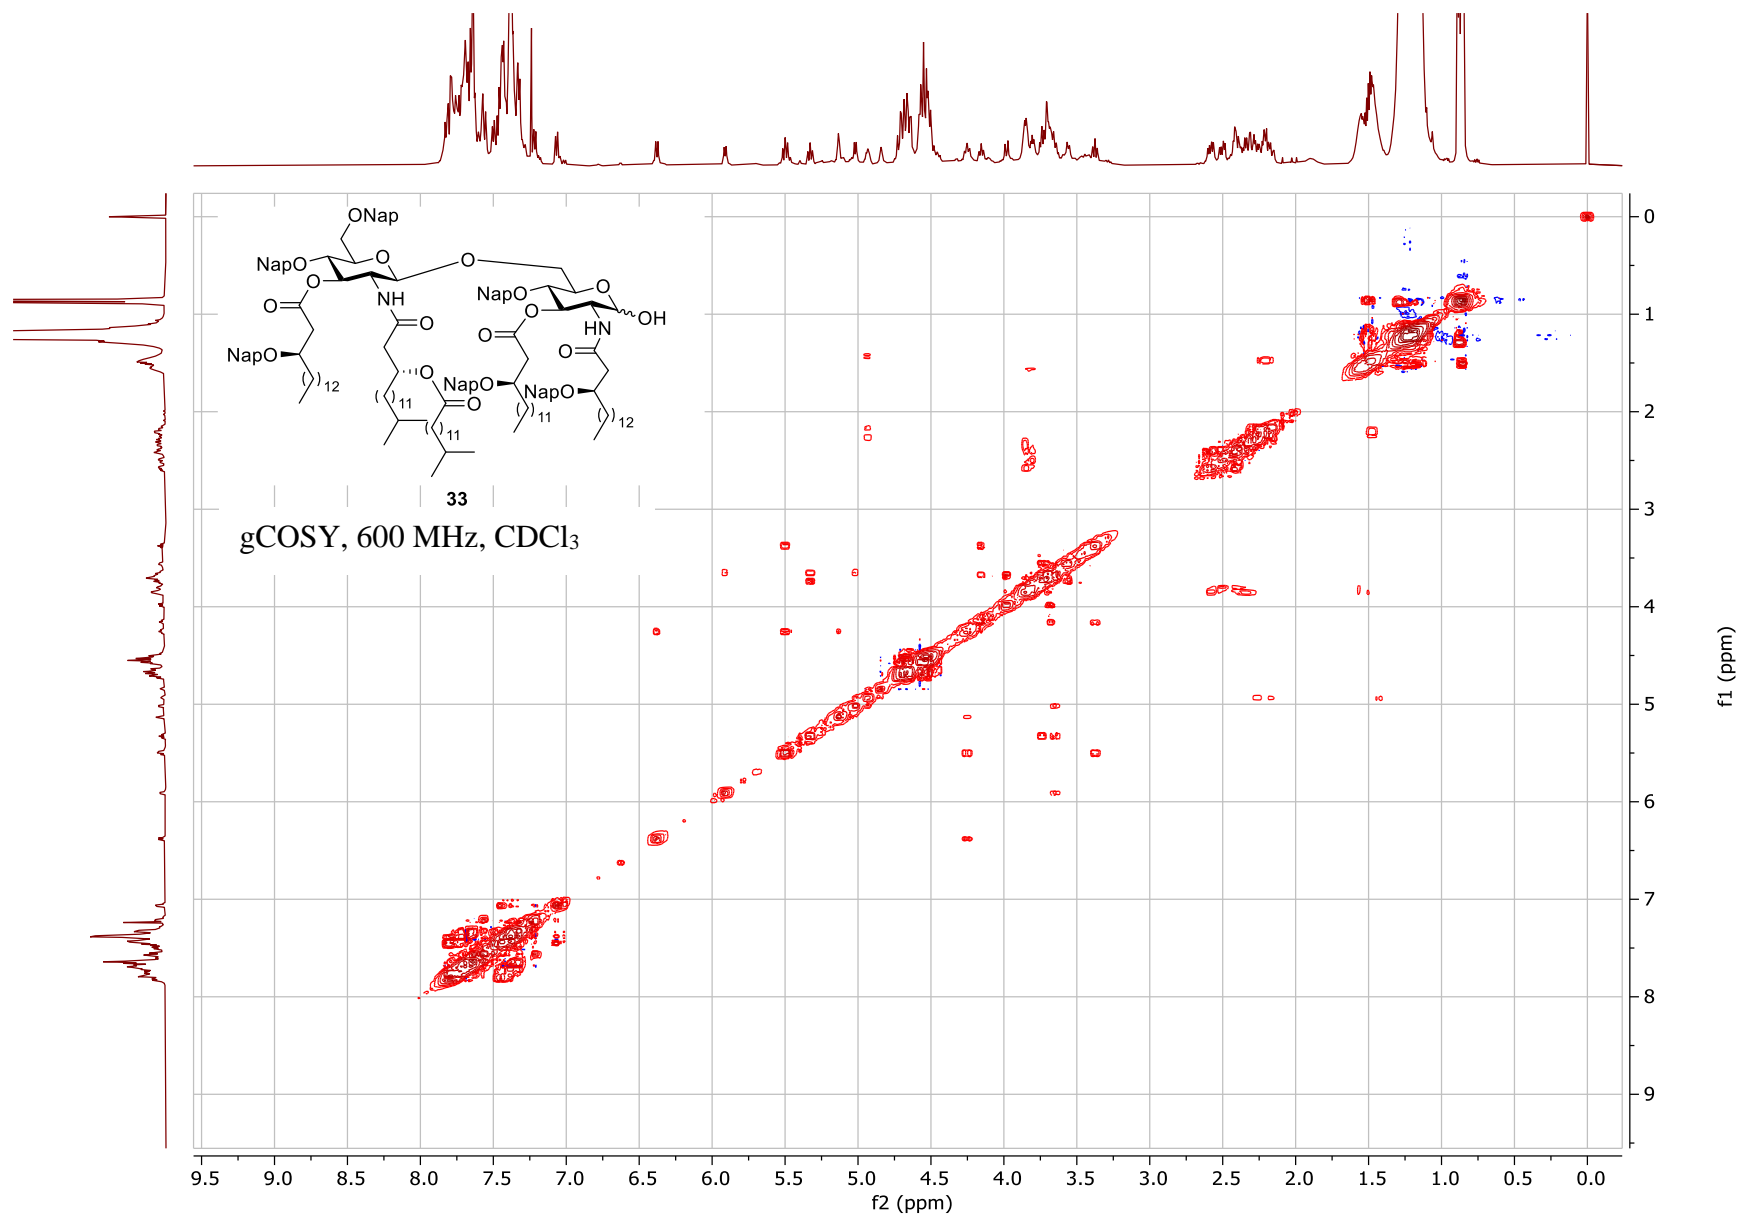 ONap
NapO
O
O
O
O
NH
O
O
NapO
( )12
O
( )11
O
( )11
NapO
O
O
O
HN
OH
O
NapO
( )11
NapO
( )12
33
gCOSY, 600 MHz, CDCl3
0
1
2
3
4
5
6
7
8
9
f1 (ppm)
9.5 9.0 8.5 8.0 7.5 7.0 6.5 6.0 5.5 5.0 4.5 4.0 3.5 3.0 2.5 2.0 1.5 1.0 0.5 0.0
f2 (ppm)